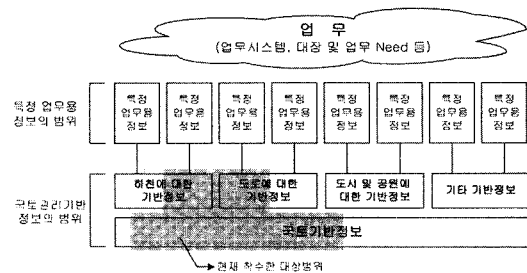 업 무
(업무시스템, 대장 및 업무 Need 등)
특정 업무용
정보의 범위
특정
업무용
정보
특정
업무용
정보
특정
업무용
정보
특정
업무용
정보
특정
업무용
정보
특정
업무용
정보
특정
업무용
정보
특정
업무용
정보
국토관리기반
정보의 범위
하천에 대한
기반정보
도로에 대한
기반정보
도시 및 공원에
대한 기반정보
기타 기반정보
국토기반정보
현재 착수한 대상범위